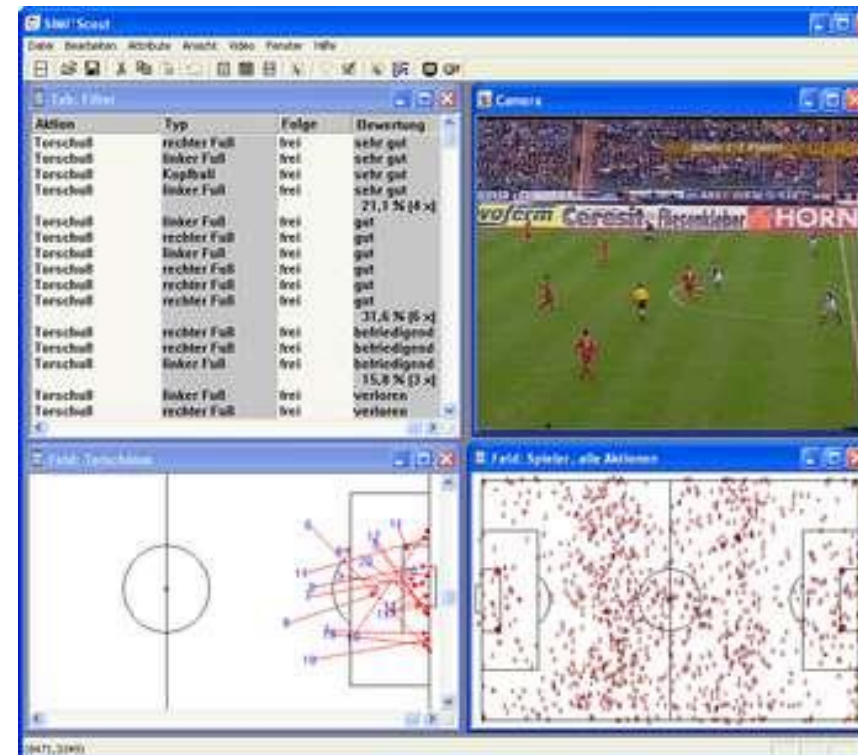 SIMI Scout
Datei Bearbeiten Attribute Ansicht Video Fenster Hilfe
Tab: Filter
Aktion Typ Folge Bewertung
Torschuß rechter Fuß frei sehr gut
Torschuß linker Fuß frei sehr gut
Torschuß Kopfball frei sehr gut
Torschuß linker Fuß frei sehr gut
21,1 % (4 x)
Torschuß linker Fuß frei gut
Torschuß rechter Fuß frei gut
Torschuß linker Fuß frei gut
Torschuß rechter Fuß frei gut
Torschuß rechter Fuß frei gut
Torschuß rechter Fuß frei gut
31,6 % (6 x)
Torschuß rechter Fuß frei befriedigend
Torschuß rechter Fuß frei befriedigend
Torschuß linker Fuß frei befriedigend
15,8 % (3 x)
Torschuß linker Fuß frei verloren
Torschuß rechter Fuß frei verloren
Camera
Ceresit Fliesenkleber HORN
Feld:
Feld: Spieler, alle Aktionen